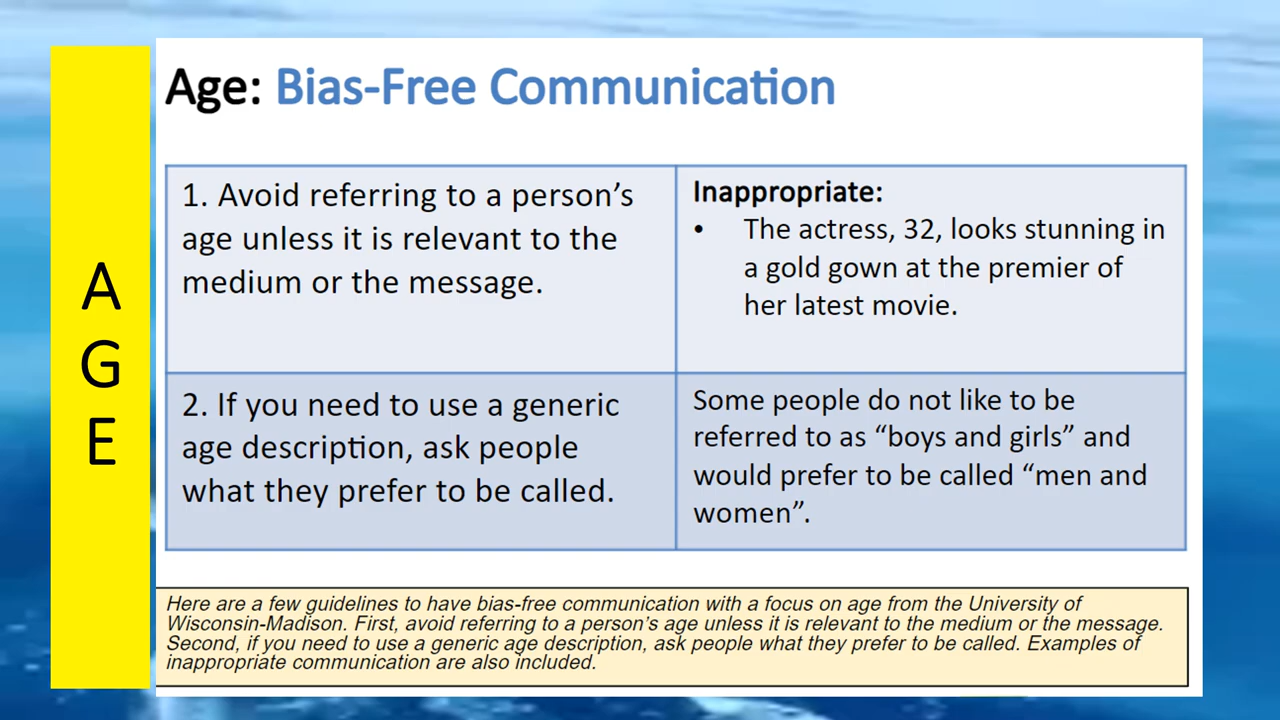 A
G
E
Age: Bias-Free Communication
1. Avoid referring to a person’s
age unless it is relevant to the
medium or the message.
Inappropriate:
• The actress, 32, looks stunning in
a gold gown at the premier of
her latest movie.
2. If you need to use a generic
age description, ask people
what they prefer to be called.
Some people do not like to be
referred to as “boys and girls” and
would prefer to be called “men and
women”.
Here are a few guidelines to have bias-free communication with a focus on age from the University of
Wisconsin-Madison. First, avoid referring to a person’s age unless it is relevant to the medium or the message.
Second, if you need to use a generic age description, ask people what they prefer to be called. Examples of
inappropriate communication are also included.